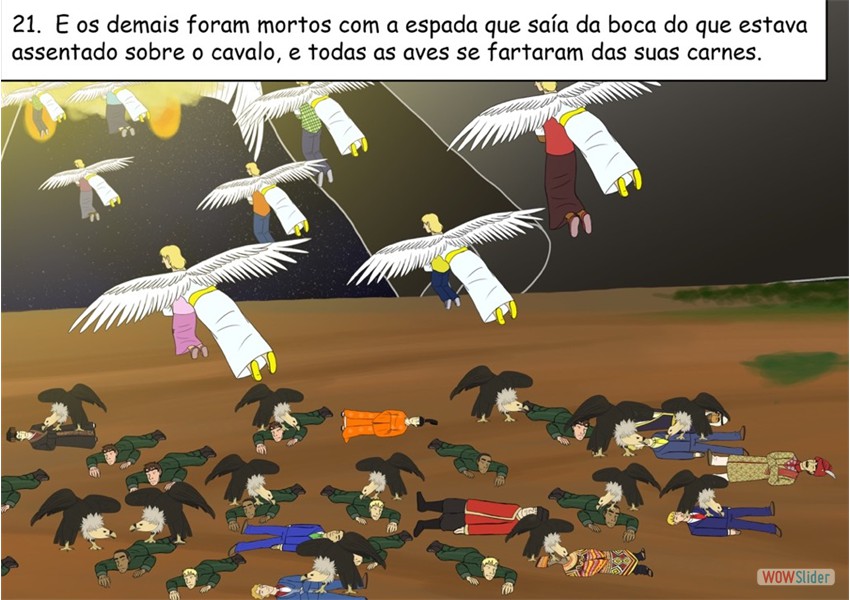 21. E os demais foram mortos com a espada que saía da boca do que estava
assentado sobre o cavalo, e todas as aves se fartaram das suas carnes.
WOWSlider